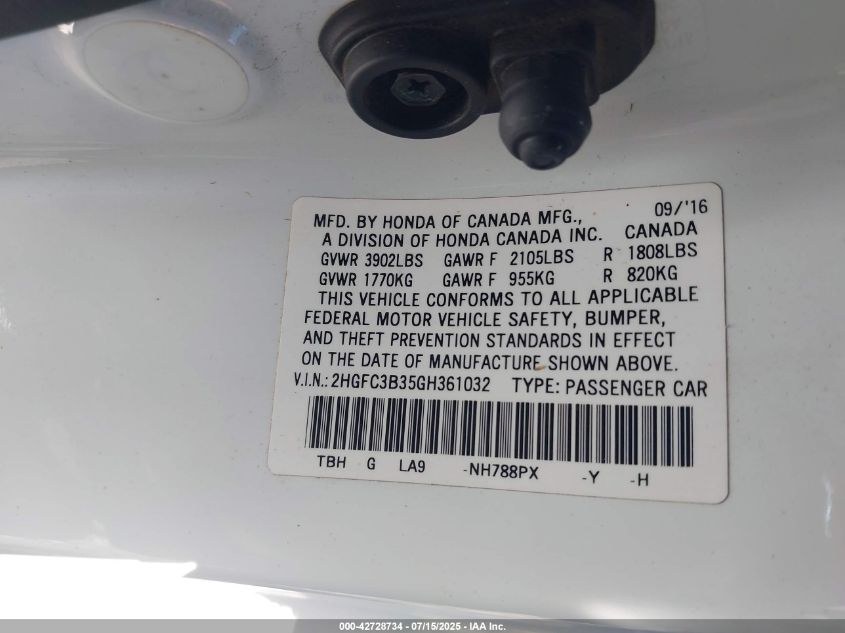 09/'16
MFD. BY HONDA OF CANADA MFG.,
A DIVISION OF HONDA CANADA INC. CANADA
GVWR 3902LBS GAWR F 2105LBS R 1808LBS
GVWR 1770KG GAWR F 955KG R 820KG
THIS VEHICLE CONFORMS TO ALL APPLICABLE
FEDERAL MOTOR VEHICLE SAFETY, BUMPER,
AND THEFT PREVENTION STANDARDS IN EFFECT
ON THE DATE OF MANUFACTURE SHOWN ABOVE.
V.I.N.: 2HGFC3B35GH361032 TYPE: PASSENGER CAR
TBH G LA9 -NH788PX -Y -H
000-42728734 - 07/15/2025 - IAA Inc.